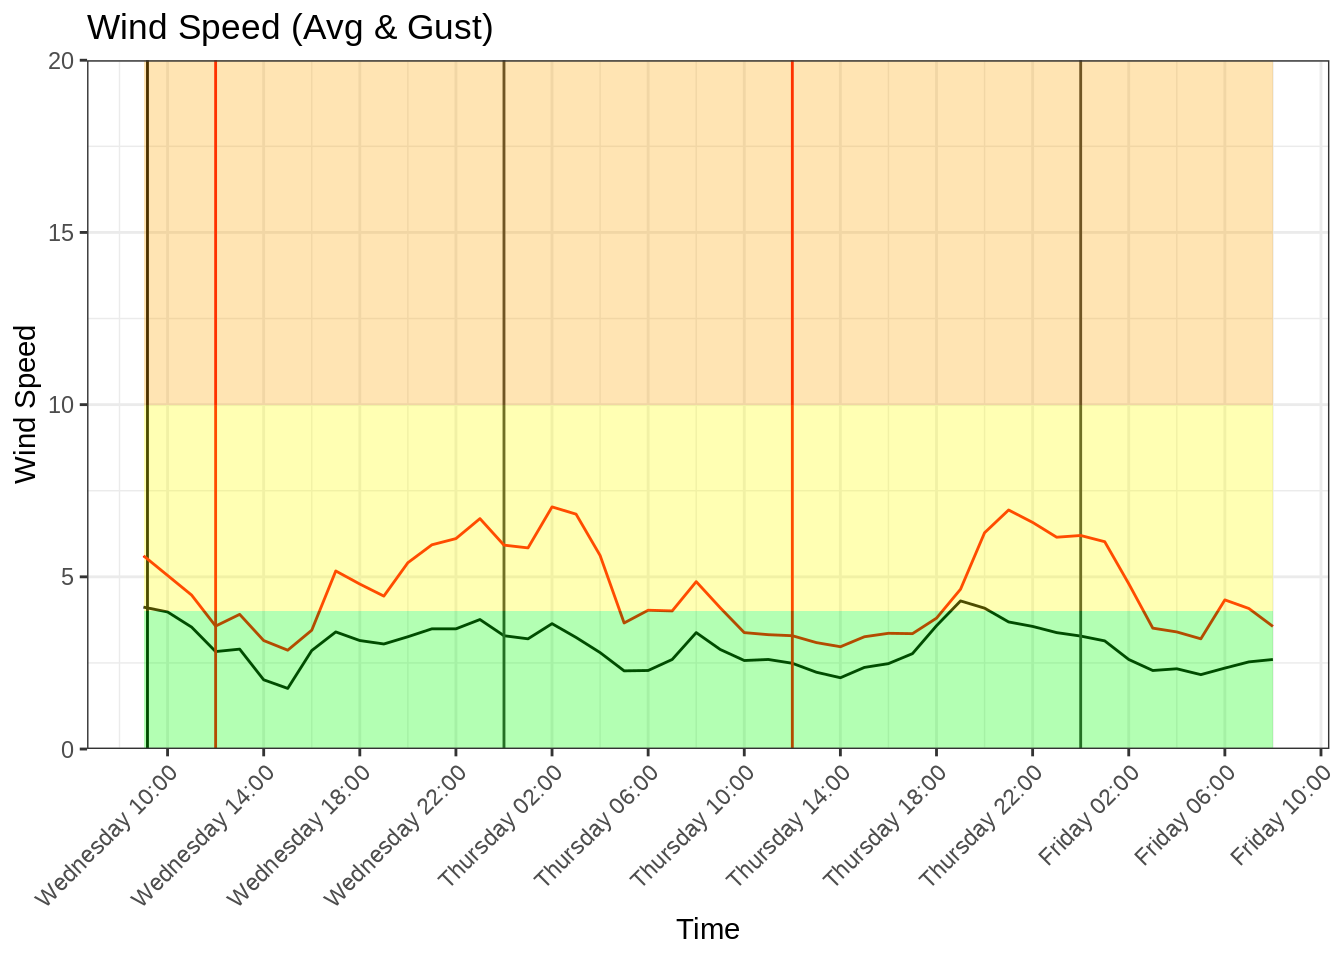 Wind Speed (Avg & Gust)
20
15
10
5
0
Wind Speed
Wednesday 10:00
Wednesday 14:00
Wednesday 18:00
Wednesday 22:00
Thursday 02:00
Thursday 06:00
Thursday 10:00
Thursday 14:00
Thursday 18:00
Thursday 22:00
Friday 02:00
Friday 06:00
Friday 10:00
Time